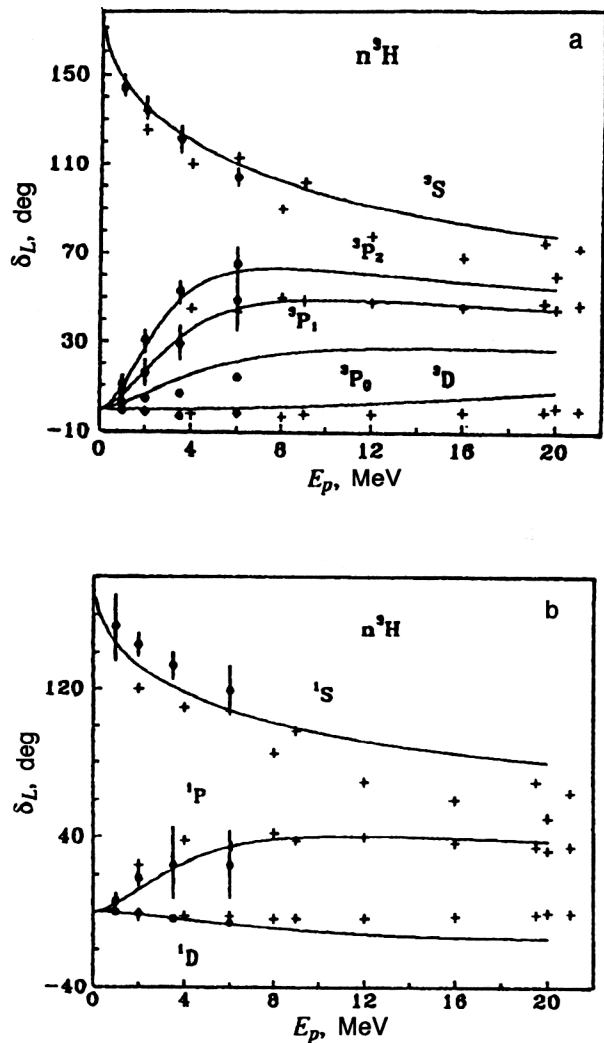 a
n³H
150
110
70
30
-10
δL, deg
³S
³P₂
³P₁
³P₀
³D
0 4 8 12 16 20
Eₚ, MeV
b
n³H
120
40
-40
δL, deg
¹S
¹P
¹D
0 4 8 12 16 20
Eₚ, MeV